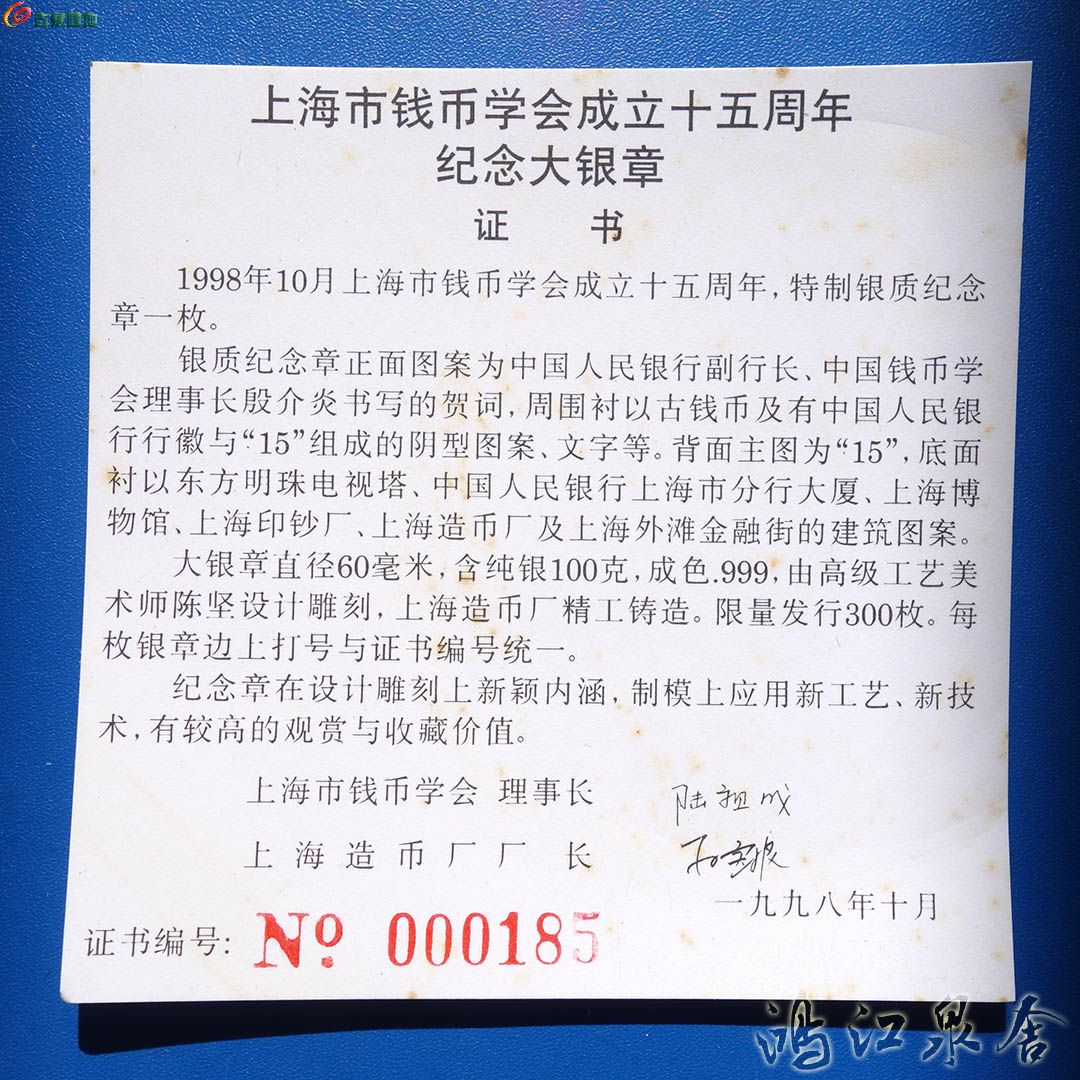 古泉园地
上海市钱币学会成立十五周年
纪念大银章
证 书
1998年10月上海市钱币学会成立十五周年,特制银质纪念
章一枚。
银质纪念章正面图案为中国人民银行副行长、中国钱币学
会理事长殷介炎书写的贺词,周围衬以古钱币及有中国人民银
行行徽与“15”组成的阴型图案、文字等。背面主图为“15”,底面
衬以东方明珠电视塔、中国人民银行上海市分行大厦、上海博
物馆、上海印钞厂、上海造币厂及上海外滩金融街的建筑图案。
大银章直径60毫米,含纯银100克,成色.999,由高级工艺美
术师陈坚设计雕刻,上海造币厂精工铸造。限量发行300枚。每
枚银章边上打号与证书编号统一。
纪念章在设计雕刻上新颖内涵,制模上应用新工艺、新技
术,有较高的观赏与收藏价值。
上海市钱币学会 理事长 陆祖成
上海造币厂厂 长
一九九八年十月
证书编号: No 000185
鸿江泉舍